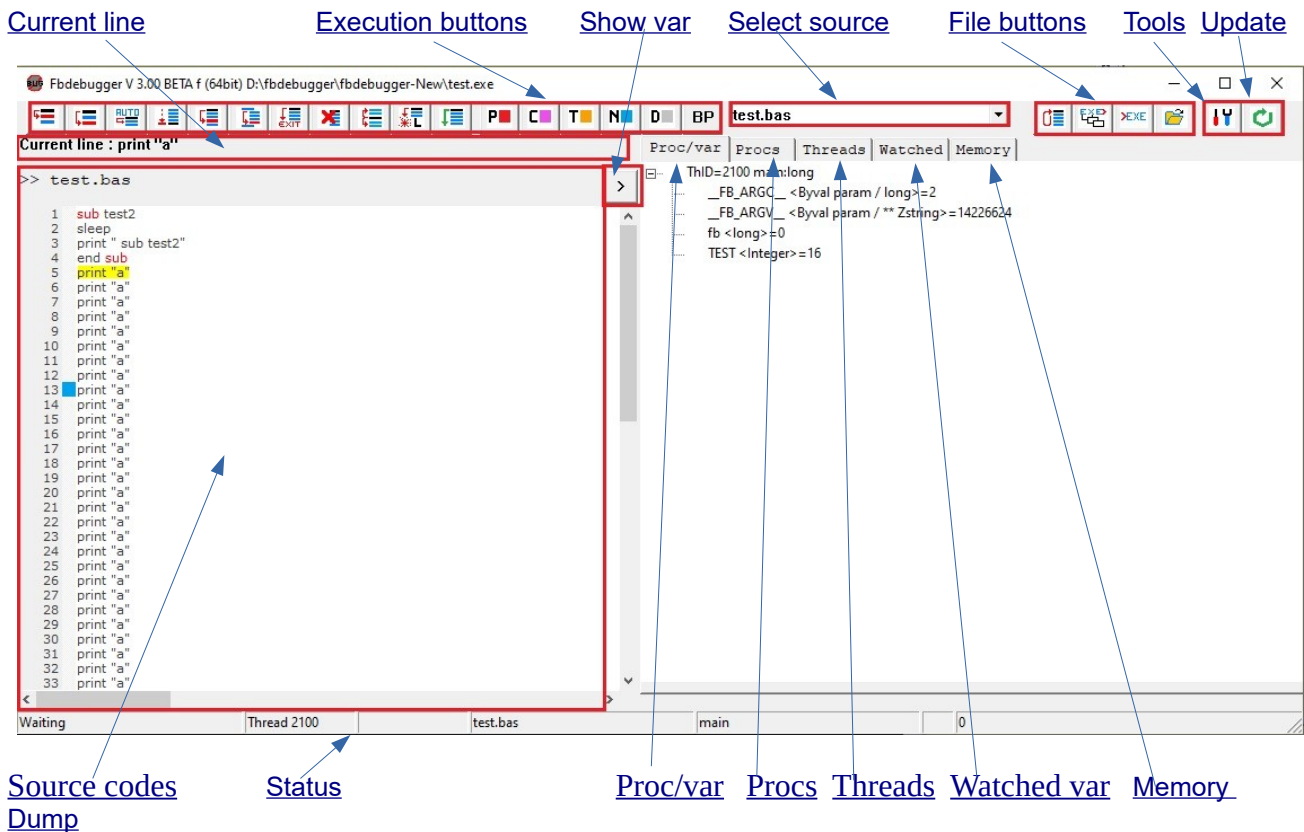 Current line Execution buttons Show var Select source File buttons Tools Update
Fbdebugger V 3.00 BETA f (64bit) D:\fbdebugger\fbdebugger-New\test.exe
AUTO EXIT L P C T N D BP test.bas EXE >EXE
Current line : print "a"
Proc/var Procs Threads Watched Memory
>> test.bas >
ThID=2100 main:long
__FB_ARGC__ <Byval param / long>=2
__FB_ARGV__ <Byval param / ** Zstring>=14226624
fb <long>=0
TEST <Integer>=16
1 sub test2
2 sleep
3 print " sub test2"
4 end sub
5 print "a"
6 print "a"
7 print "a"
8 print "a"
9 print "a"
10 print "a"
11 print "a"
12 print "a"
13 print "a"
14 print "a"
15 print "a"
16 print "a"
17 print "a"
18 print "a"
19 print "a"
20 print "a"
21 print "a"
22 print "a"
23 print "a"
24 print "a"
25 print "a"
26 print "a"
27 print "a"
28 print "a"
29 print "a"
30 print "a"
31 print "a"
32 print "a"
33 print "a"
Waiting Thread 2100 test.bas main 0
Source codes Status Proc/var Procs Threads Watched var Memory
Dump